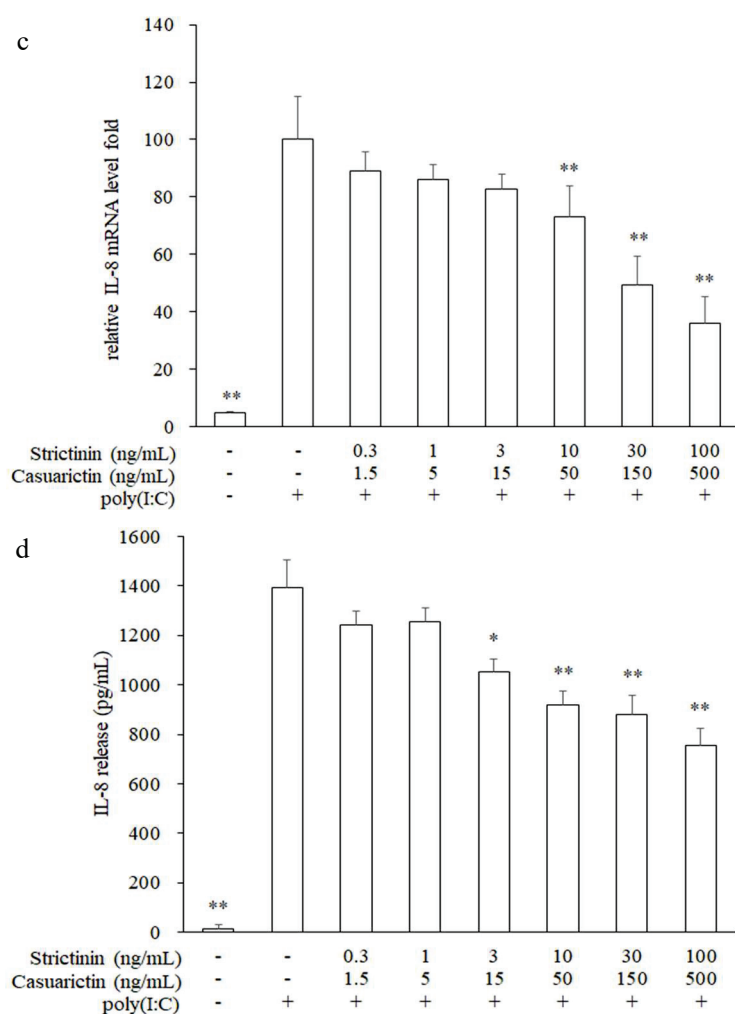 c
140
120
100
80
60
40
20
0
relative IL-8 mRNA level fold
** ** ** **
Strictinin (ng/mL) - - 0.3 1 3 10 30 100
Casuarictin (ng/mL) - - 1.5 5 15 50 150 500
poly(I:C) - + + + + + + +
d
1600
1400
1200
1000
800
600
400
200
0
IL-8 release (pg/mL)
** * ** ** **
Strictinin (ng/mL) - - 0.3 1 3 10 30 100
Casuarictin (ng/mL) - - 1.5 5 15 50 150 500
poly(I:C) - + + + + + + +